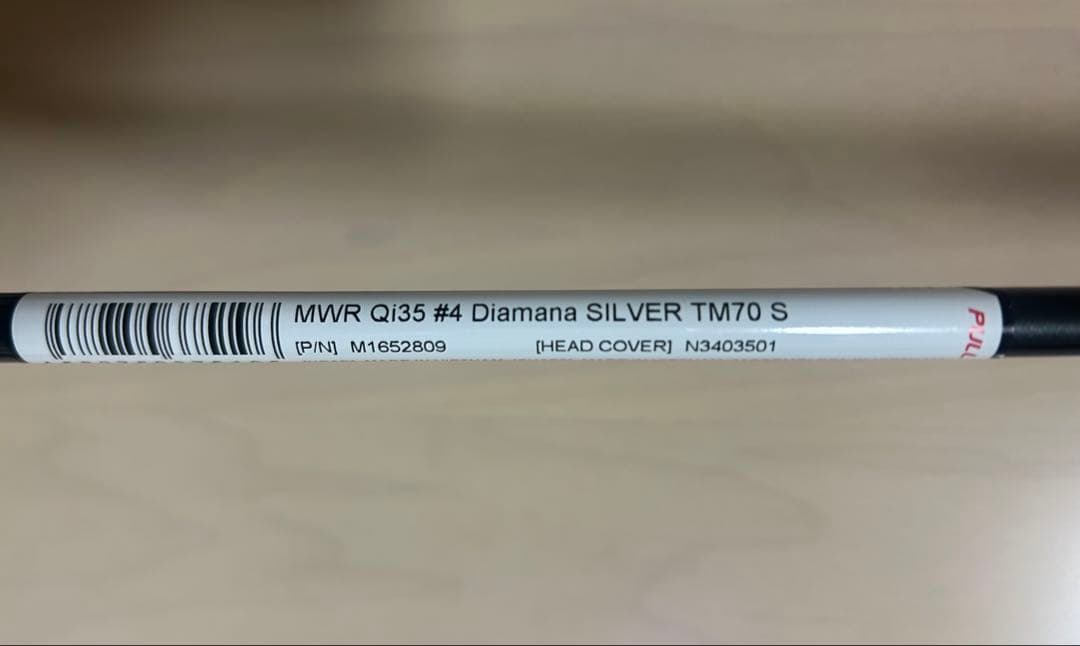 MWR Qi35 #4 Diamana SILVER TM70 S
[P/N] M1652809 [HEAD COVER] N3403501